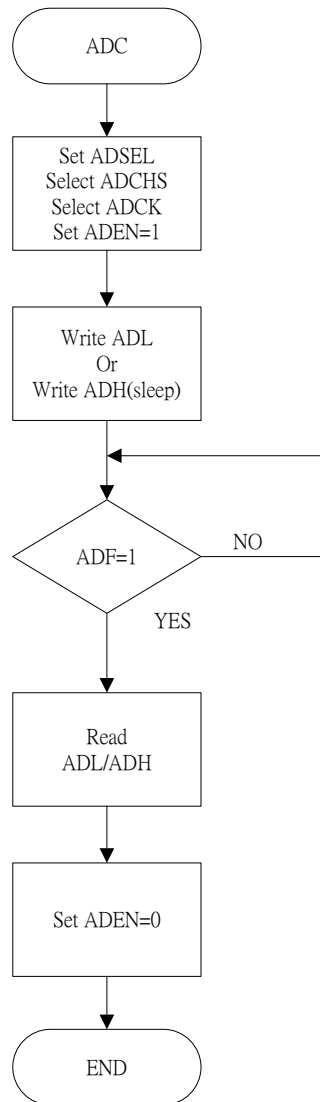 ADC
Set ADSEL
Select ADCHS
Select ADCK
Set ADEN=1
Write ADL
Or
Write ADH(sleep)
ADF=1
NO
YES
Read
ADL/ADH
Set ADEN=0
END